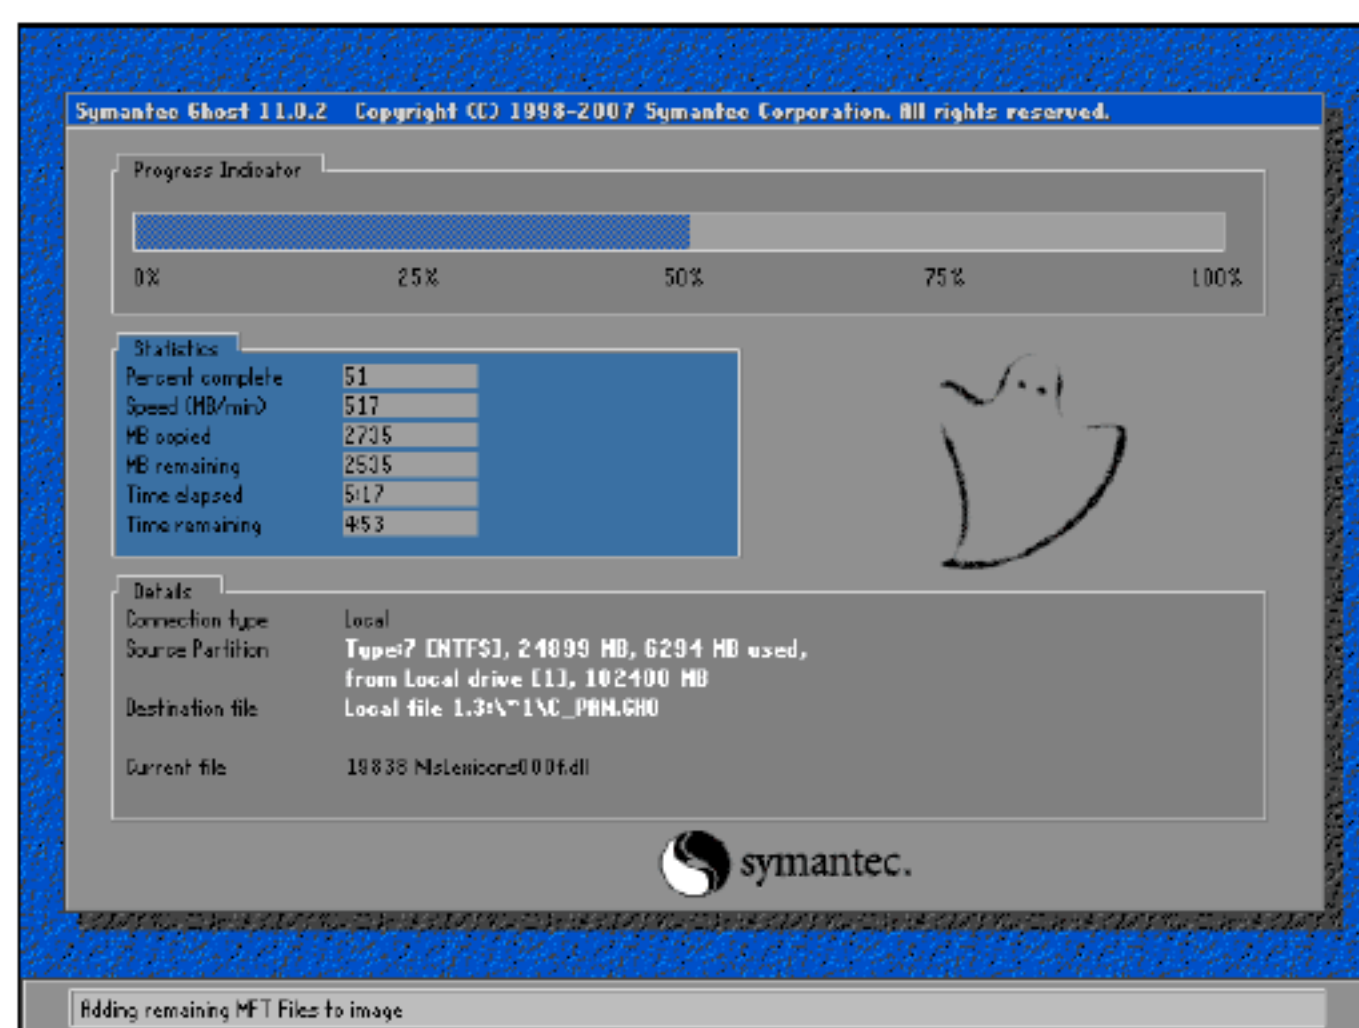 Symantec Ghost 11.0.2 Copyright (C) 1998-2007 Symantec Corporation. All rights reserved.
Progress Indicator
0% 25% 50% 75% 100%
Statistics
Percent complete 51
Speed (MB/min) 517
MB copied 2735
MB remaining 2535
Time elapsed 5:17
Time remaining 4:53
Details
Connection type Local
Source Partition Type:7 [NTFS], 24899 MB, 6294 MB used,
from Local drive [1], 102400 MB
Destination file Local file 1.3:\~1\C_PAN.GHO
Current file 19838 NlsLexicons000f.dll
symantec.
Adding remaining MFT Files to image